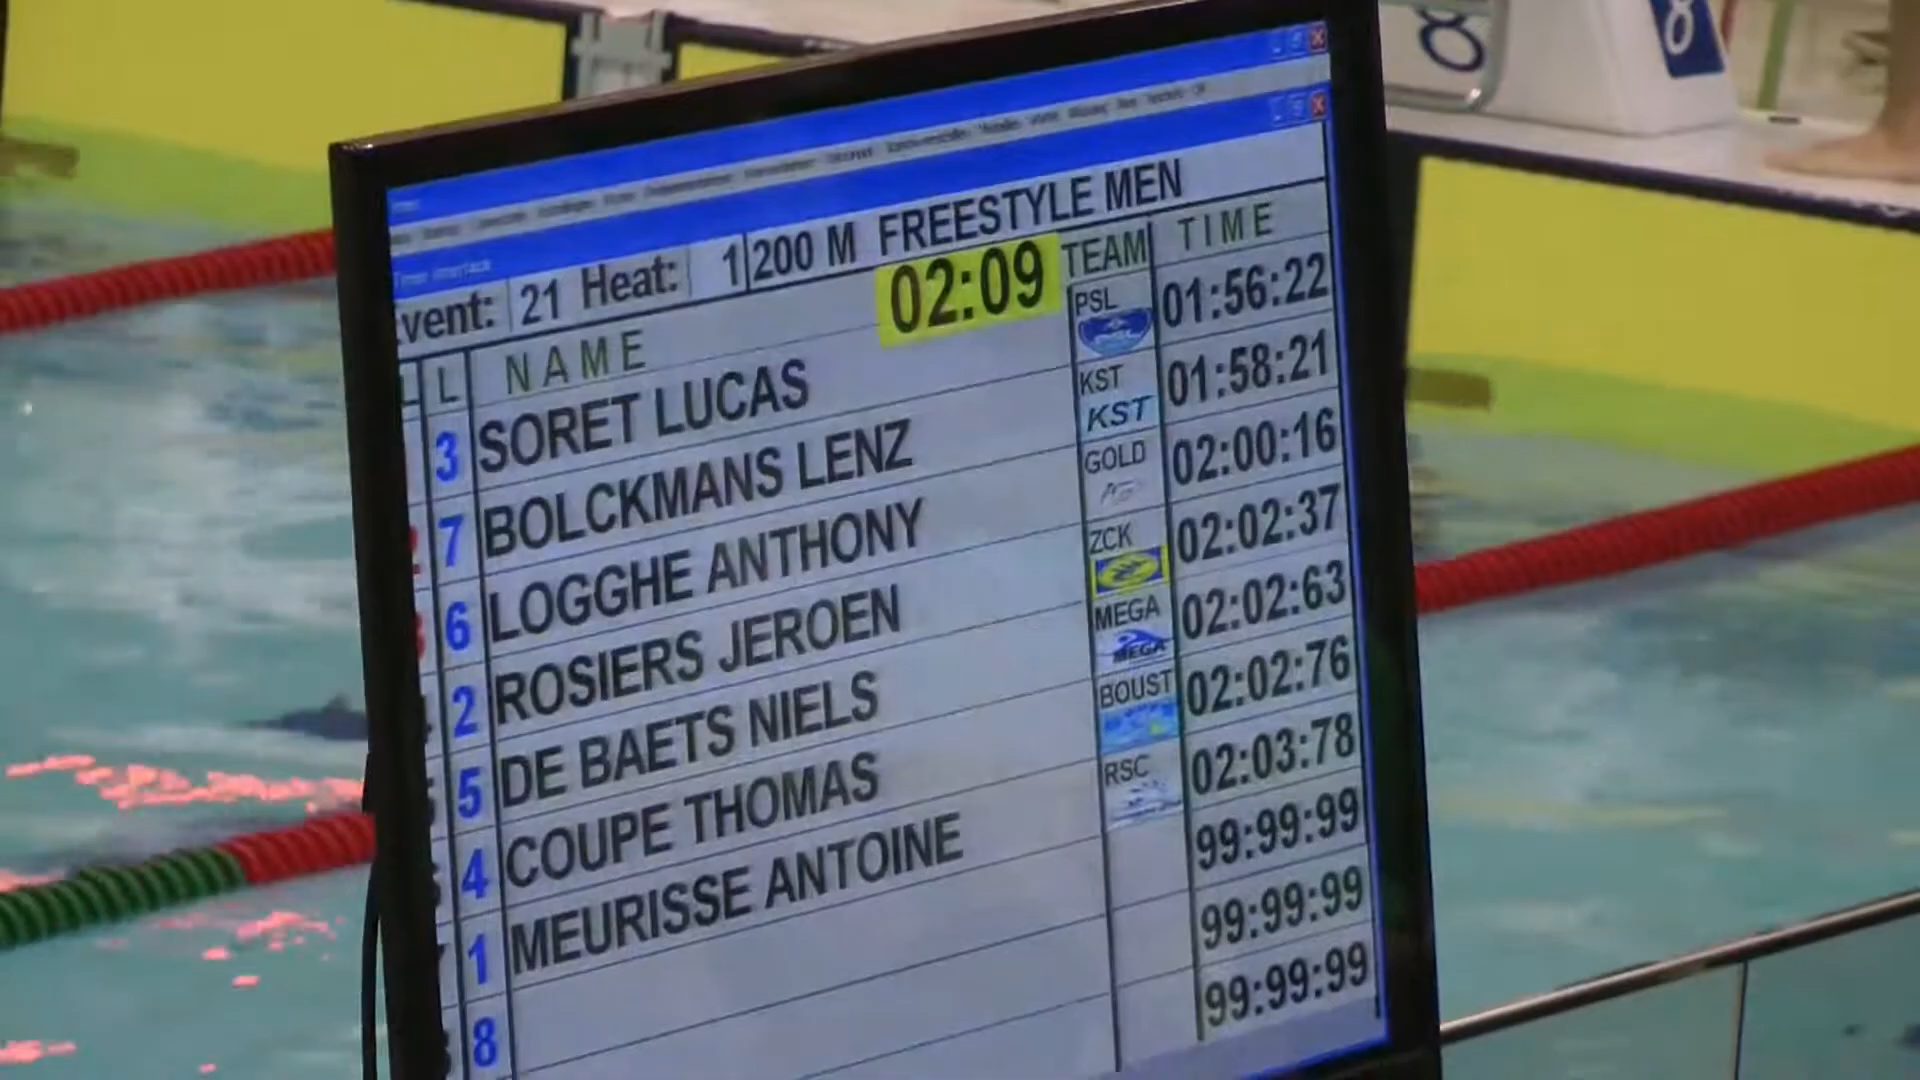 vent: 21 Heat: 1 200 M FREESTYLE MEN
L NAME 02:09 TEAM TIME
3 SORET LUCAS PSL 01:56:22
7 BOLCKMANS LENZ KST KST 01:58:21
6 LOGGHE ANTHONY GOLD 02:00:16
2 ROSIERS JEROEN ZCK 02:02:37
5 DE BAETS NIELS MEGA MEGA 02:02:63
4 COUPE THOMAS BOUST 02:02:76
1 MEURISSE ANTOINE RSC 02:03:78
8 99:99:99
99:99:99
99:99:99
8
8